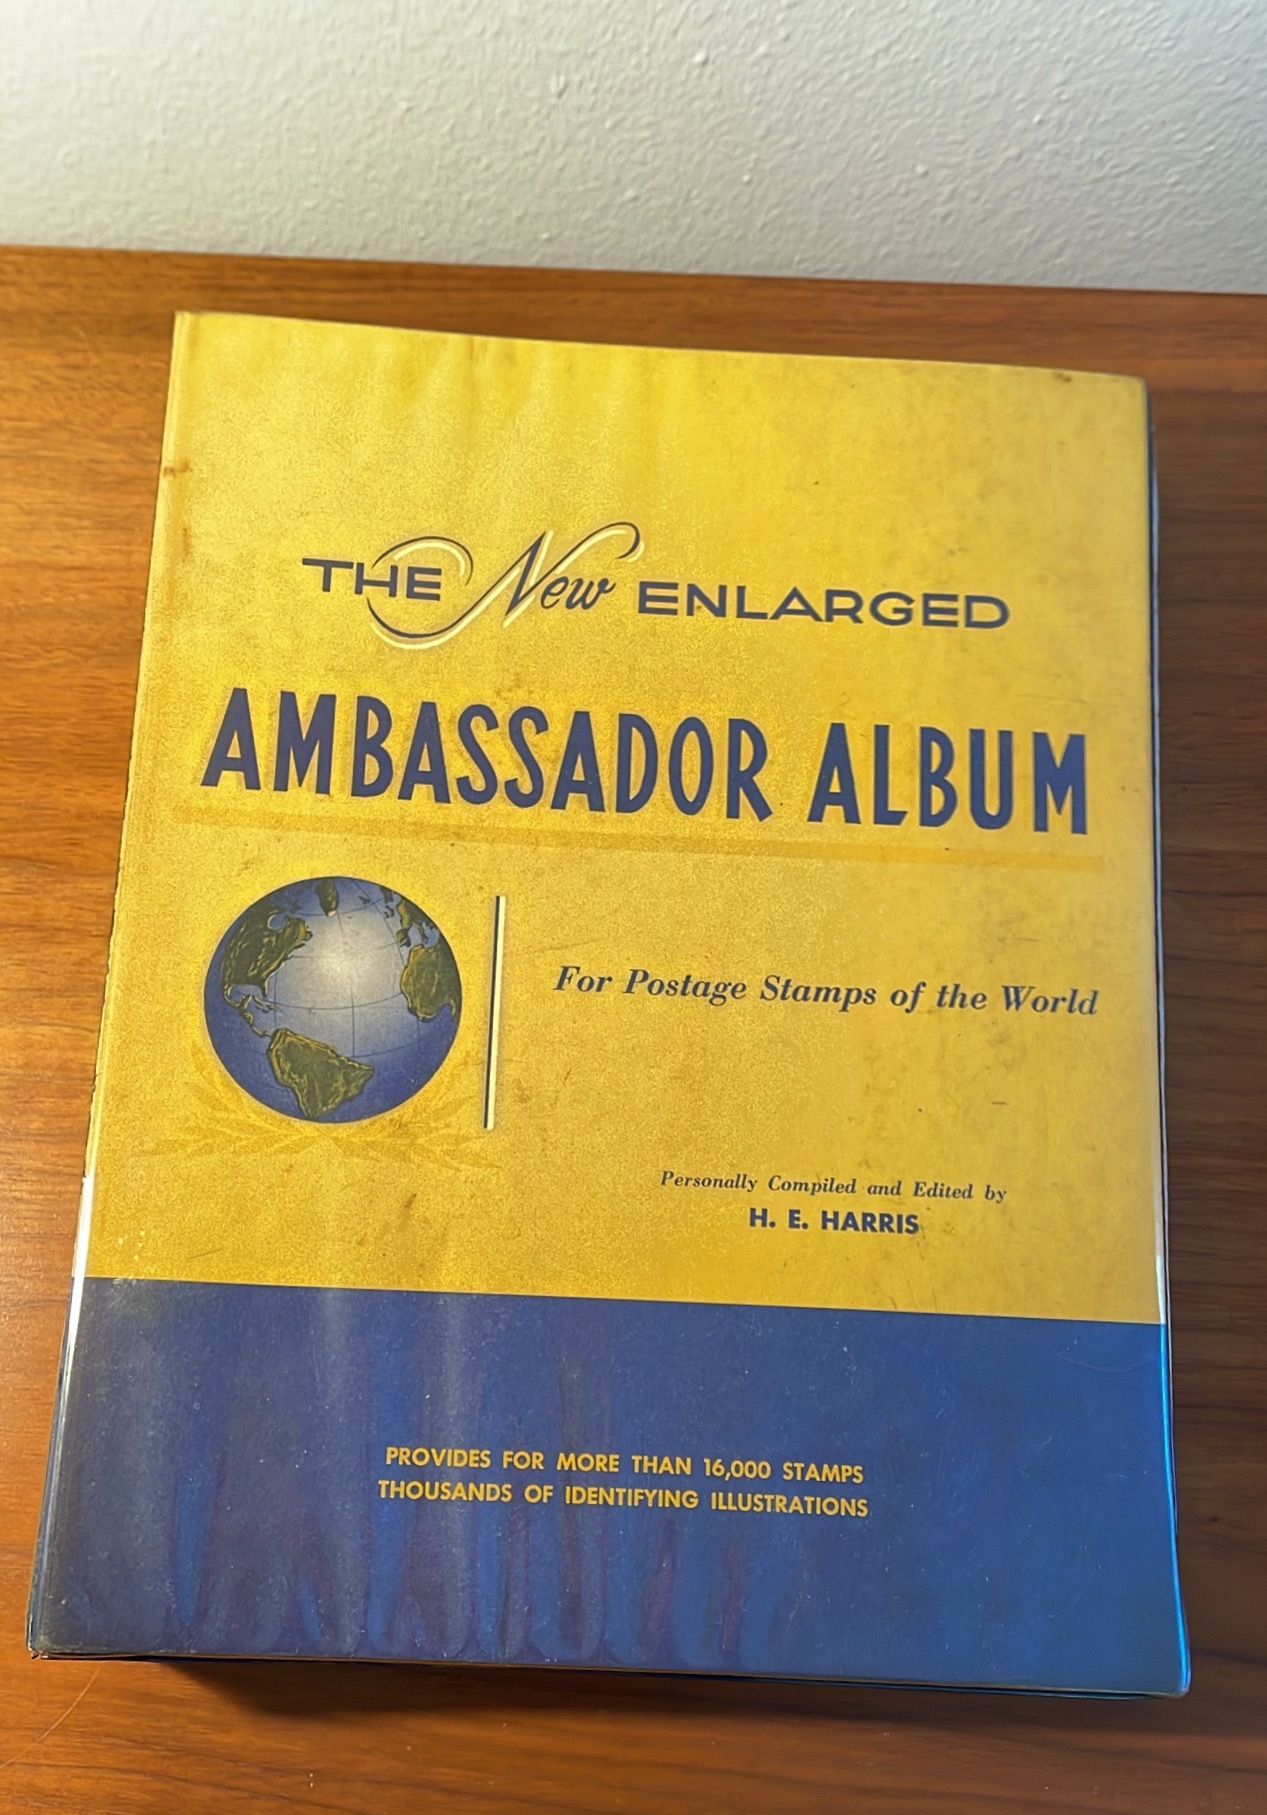 THE New ENLARGED
AMBASSADOR ALBUM
For Postage Stamps of the World
Personally Compiled and Edited by
H. E. HARRIS
PROVIDES FOR MORE THAN 16,000 STAMPS
THOUSANDS OF IDENTIFYING ILLUSTRATIONS